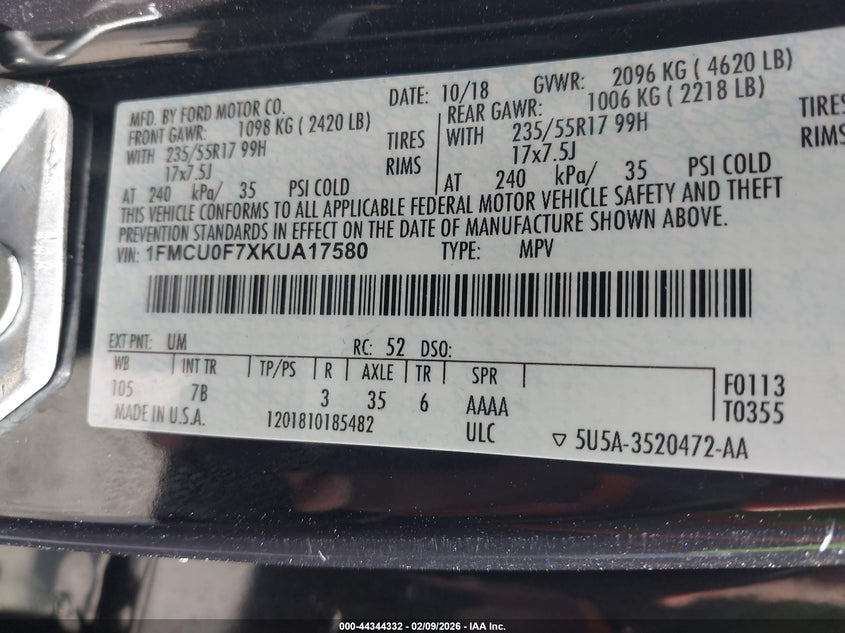 MFD. BY FORD MOTOR CO.
DATE: 10/18 GVWR: 2096 KG ( 4620 LB)
FRONT GAWR: 1098 KG ( 2420 LB)
REAR GAWR: 1006 KG ( 2218 LB)
WITH 235/55R17 99H TIRES
WITH 235/55R17 99H TIRES
17x7.5J RIMS
17x7.5J RIMS
AT 240 kPa/ 35 PSI COLD
AT 240 kPa/ 35 PSI COLD
THIS VEHICLE CONFORMS TO ALL APPLICABLE FEDERAL MOTOR VEHICLE SAFETY AND THEFT
PREVENTION STANDARDS IN EFFECT ON THE DATE OF MANUFACTURE SHOWN ABOVE.
VIN: 1FMCU0F7XKUA17580 TYPE: MPV
EXT PNT: UM RC: 52 DSO:
WB INT TR TP/PS R AXLE TR SPR
105 7B 3 35 6 AAAA
F0113
MADE IN U.S.A. 1201810185482 ULC
T0355
5U5A-3520472-AA
000-44344332 - 02/09/2026 - IAA Inc.